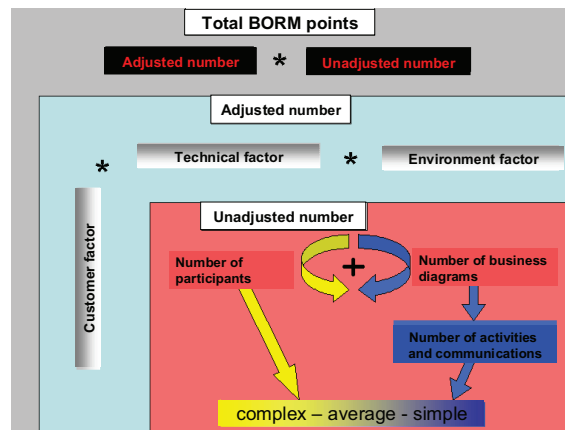 Total BORM points
Adjusted number * Unadjusted number
Adjusted number
* Technical factor * Environment factor
Customer factor
Unadjusted number
Number of
participants
+
Number of business
diagrams
Number of activities
and communications
complex – average - simple